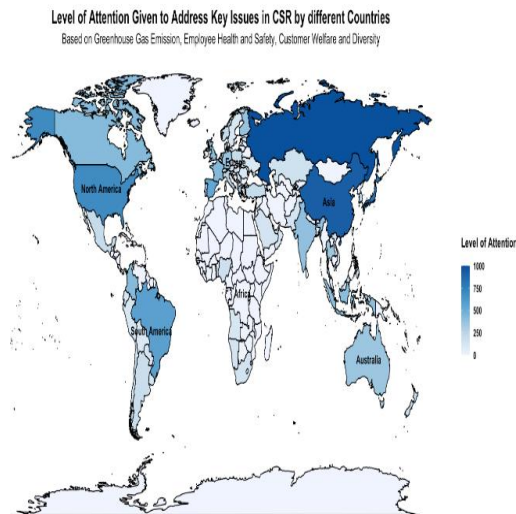 Level of Attention Given to Address Key Issues in CSR by different Countries
Based on Greenhouse Gas Emission, Employee Health and Safety, Customer Welfare and Diversity
North America
Europe
Asia
Africa
South America
Australia
Level of Attention
1000
750
500
250
0